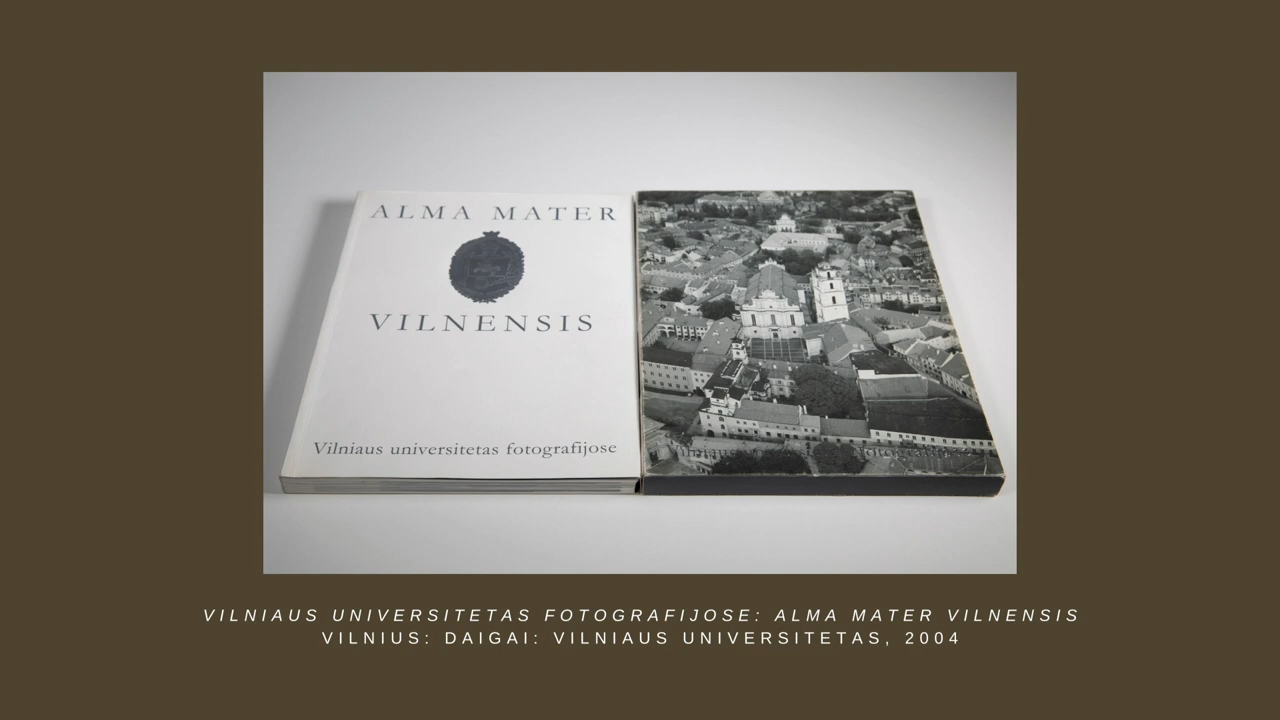 ALMA MATER
VILNENSIS
Vilniaus universitetas fotografijose
VILNIAUS UNIVERSITETAS FOTOGRAFIJOSE: ALMA MATER VILNENSIS
VILNIUS: DAIGAI: VILNIAUS UNIVERSITETAS, 2004